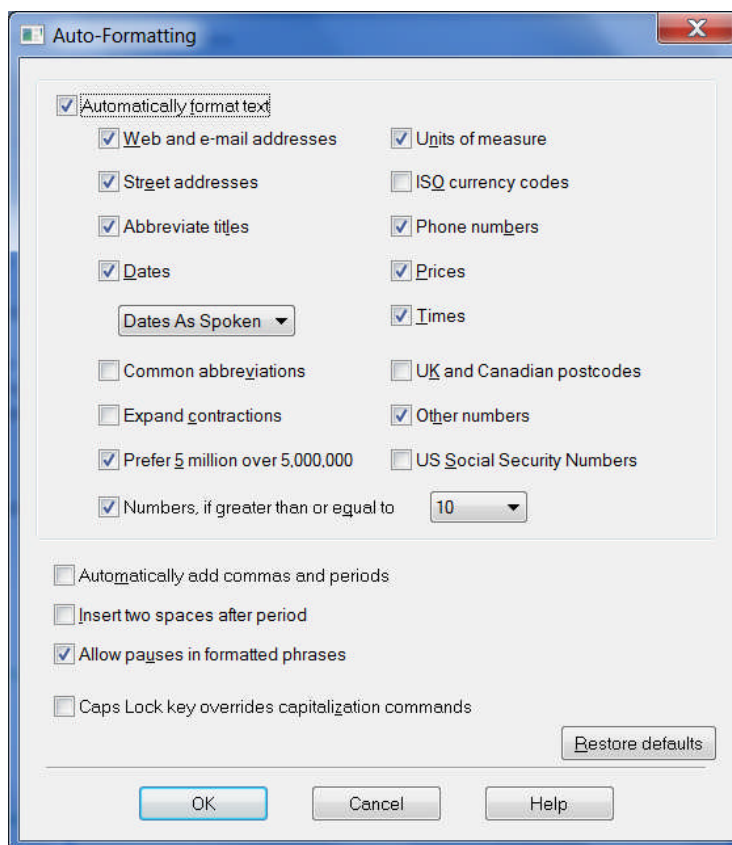 Auto-Formatting
Automatically format text
Web and e-mail addresses
Units of measure
Street addresses
ISO currency codes
Abbreviate titles
Phone numbers
Dates
Prices
Dates As Spoken
Times
Common abbreviations
UK and Canadian postcodes
Expand contractions
Other numbers
Prefer 5 million over 5,000,000
US Social Security Numbers
Numbers, if greater than or equal to 10
Automatically add commas and periods
Insert two spaces after period
Allow pauses in formatted phrases
Caps Lock key overrides capitalization commands
Restore defaults
OK Cancel Help